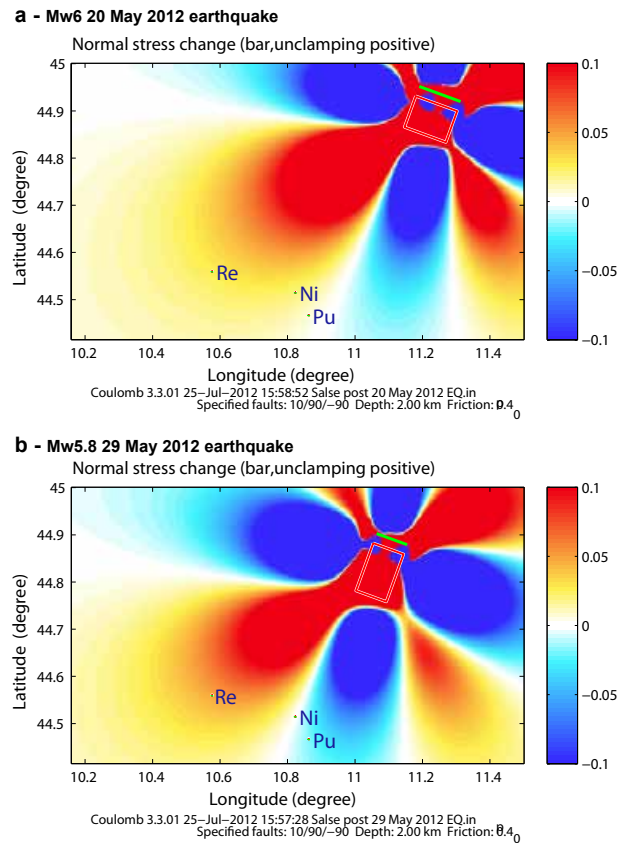 a - Mw6 20 May 2012 earthquake
Normal stress change (bar,unclamping positive)
45
44.9
44.8
44.7
44.6
44.5
Latitude (degree)
Re
Ni
Pu
10.2 10.4 10.6 10.8 11 11.2 11.4
Longitude (degree)
0.1
0.05
0
−0.05
−0.1
Coulomb 3.3.01 25−Jul−2012 15:58:52 Salse post 20 May 2012 EQ.in
Specified faults: 10/90/−90 Depth: 2.00 km Friction: 0.4
0
b - Mw5.8 29 May 2012 earthquake
Normal stress change (bar,unclamping positive)
45
44.9
44.8
44.7
44.6
44.5
Latitude (degree)
Re
Ni
Pu
10.2 10.4 10.6 10.8 11 11.2 11.4
Longitude (degree)
0.1
0.05
0
−0.05
−0.1
Coulomb 3.3.01 25−Jul−2012 15:57:28 Salse post 29 May 2012 EQ.in
Specified faults: 10/90/−90 Depth: 2.00 km Friction: 0.4
0